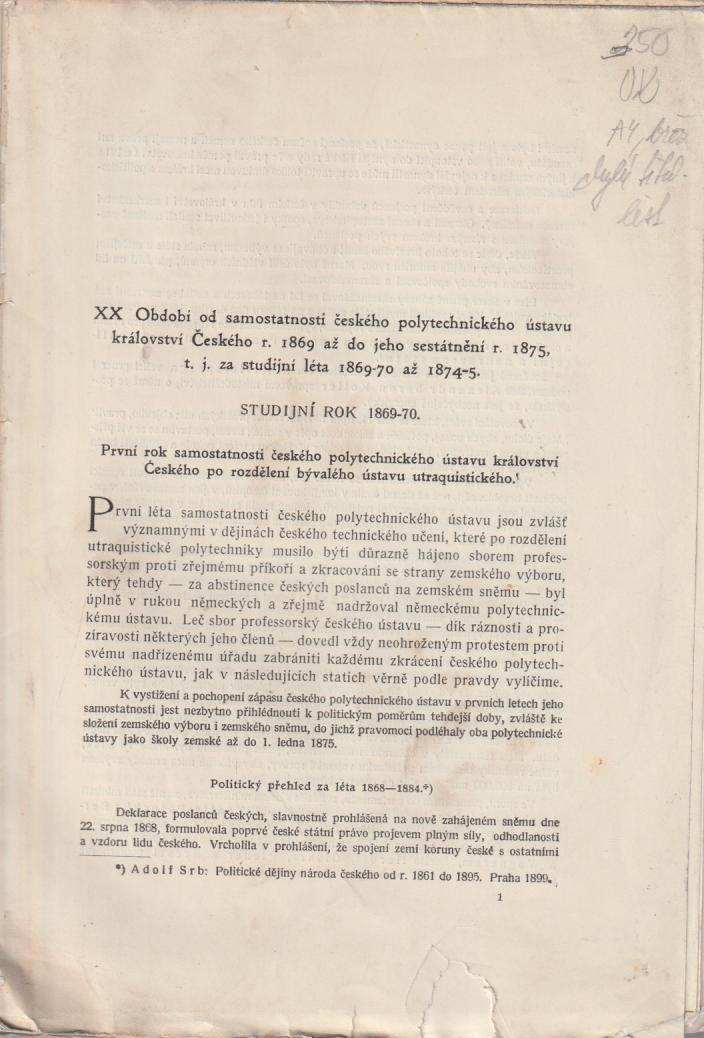 250
A4, brož
chybí titul-
list
XX Období od samostatnosti českého polytechnického ústavu
království Českého r. 1869 až do jeho sestátnění r. 1875,
t. j. za studijní léta 1869-70 až 1874-5.
STUDIJNÍ ROK 1869-70.
První rok samostatnosti českého polytechnického ústavu království
Českého po rozdělení bývalého ústavu utraquistického.¹
První léta samostatnosti českého polytechnického ústavu jsou zvlášť
významnými v dějinách českého technického učení, které po rozdělení
utraquistické polytechniky musilo býti důrazně hájeno sborem profes-
sorským proti zřejmému příkoří a zkracování se strany zemského výboru,
který tehdy — za abstinence českých poslanců na zemském sněmu — byl
úplně v rukou německých a zřejmě nadržoval německému polytechnic-
kému ústavu. Leč sbor professorský českého ústavu — dík ráznosti a pro-
zíravosti některých jeho členů — dovedl vždy neohroženým protestem proti
svému nadřízenému úřadu zabrániti každému zkrácení českého polytech-
nického ústavu, jak v následujících statich věrně podle pravdy vylíčíme.
K vystižení a pochopení zápasu českého polytechnického ústavu v prvních letech jeho
samostatnosti jest nezbytno přihlédnouti k politickým poměrům tehdejší doby, zvláště ke
složení zemského výboru i zemského sněmu, do jichž pravomoci podléhaly oba polytechnické
ústavy jako školy zemské až do 1. ledna 1875.
Politický přehled za léta 1868—1884.*)
Deklarace poslanců českých, slavnostně prohlášená na nově zahájeném sněmu dne
22. srpna 1868, formulovala poprvé české státní právo projevem plným síly, odhodlanosti
a vzdoru lidu českého. Vrcholila v prohlášení, že spojení zemí koruny české s ostatními
*) Adolf Srb: Politické dějiny národa českého od r. 1861 do 1895. Praha 1899.
1